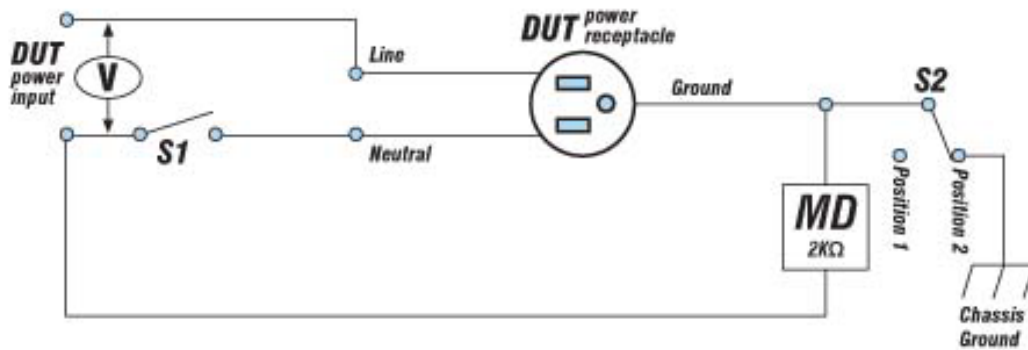 DUT power
receptacle
DUT
power
input
V
Line
Ground
S2
S1
Neutral
MD
2KΩ
Position 1
Position 2
Chassis
Ground